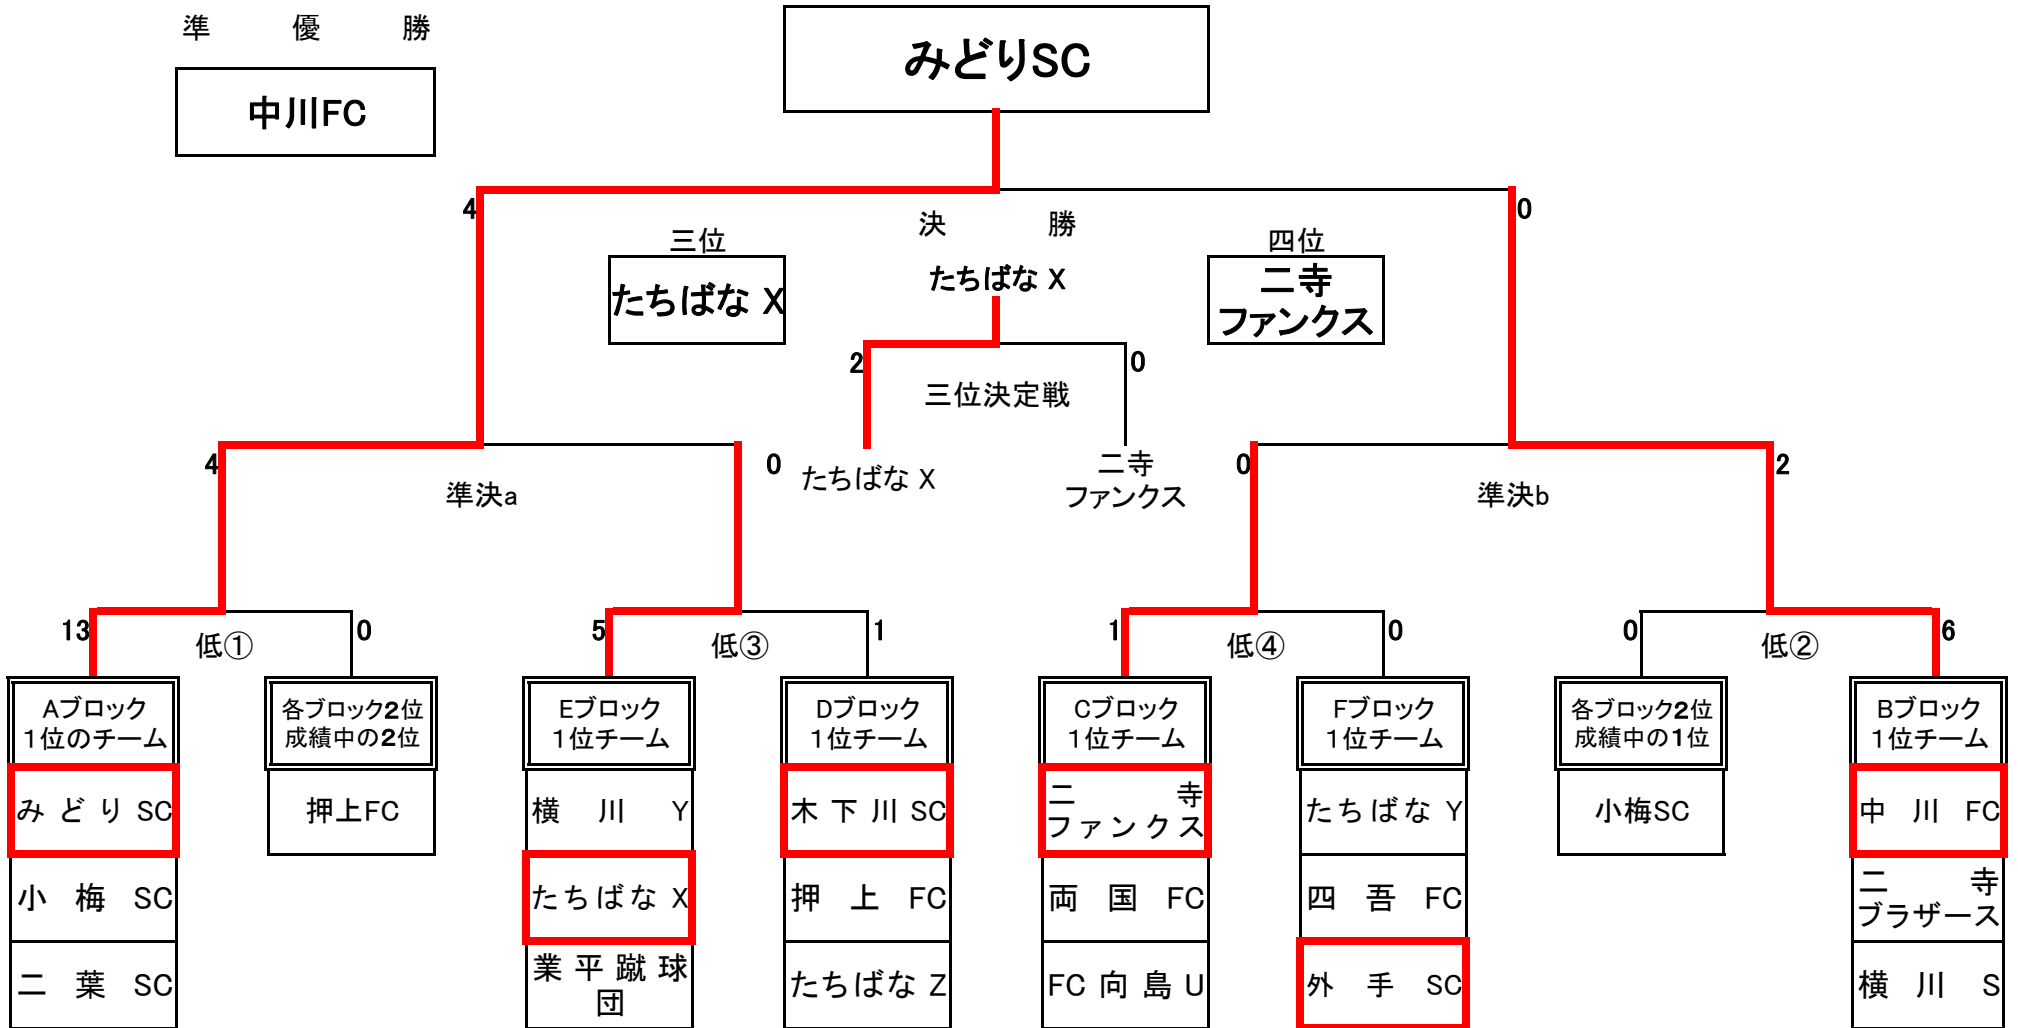 準 優 勝
みどりSC
中川FC
4
0
決 勝
三位
四位
たちばな X
たちばな X
二寺
ファンクス
2
0
三位決定戦
4
0
たちばな X
二寺
ファンクス
0
2
準決a
準決b
13
低①
0
5
低③
1
1
低④
0
0
低②
6
Aブロック
1位のチーム
各ブロック2位
成績中の2位
Eブロック
1位チーム
Dブロック
1位チーム
Cブロック
1位チーム
Fブロック
1位チーム
各ブロック2位
成績中の1位
Bブロック
1位チーム
みどり SC
押上FC
横川 Y
木下川 SC
二寺
ファンクス
たちばな Y
小梅SC
中川 FC
小梅 SC
たちばな X
押上 FC
両国 FC
四吾 FC
二寺
ブラザース
二葉 SC
業平蹴球
団
たちばな Z
FC 向島 U
外手 SC
横川 S